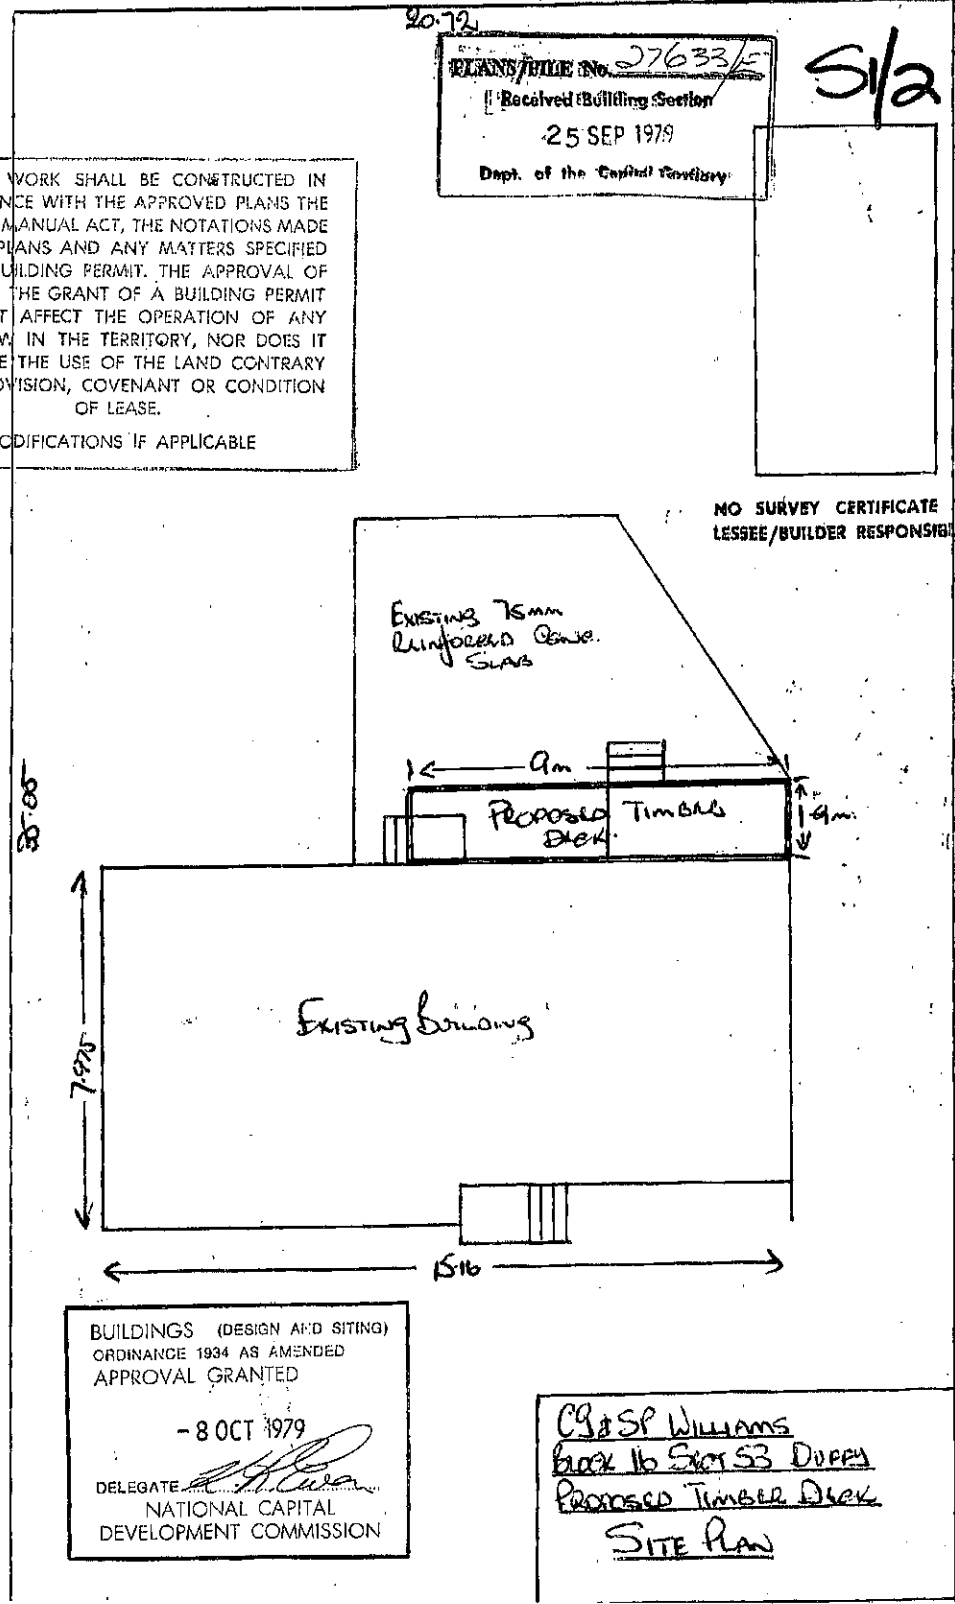 20.72
PLANS/FILE No. 27633/E
Received Building Section
25 SEP 1979
Dept. of the Capital Territory
S1/2
WORK SHALL BE CONSTRUCTED IN
NCE WITH THE APPROVED PLANS THE
MANUAL ACT, THE NOTATIONS MADE
PLANS AND ANY MATTERS SPECIFIED
UILDING PERMIT. THE APPROVAL OF
THE GRANT OF A BUILDING PERMIT
T AFFECT THE OPERATION OF ANY
W IN THE TERRITORY, NOR DOES IT
E THE USE OF THE LAND CONTRARY
OVISION, COVENANT OR CONDITION
OF LEASE.
ODIFICATIONS IF APPLICABLE
NO SURVEY CERTIFICATE
LESSEE/BUILDER RESPONSIB
EXISTING 75MM
REINFORCED CONC.
SLAB
9m
PROPOSED TIMBER
DECK.
1.9m.
35.05
EXISTING BUILDING
7.975
15.16
BUILDINGS (DESIGN AND SITING)
ORDINANCE 1934 AS AMENDED
APPROVAL GRANTED
-8 OCT 1979
DELEGATE
NATIONAL CAPITAL
DEVELOPMENT COMMISSION
CG & SP WILLIAMS
BLOCK 16 SECT 53 DUFFY
PROPOSED TIMBER DECK
SITE PLAN